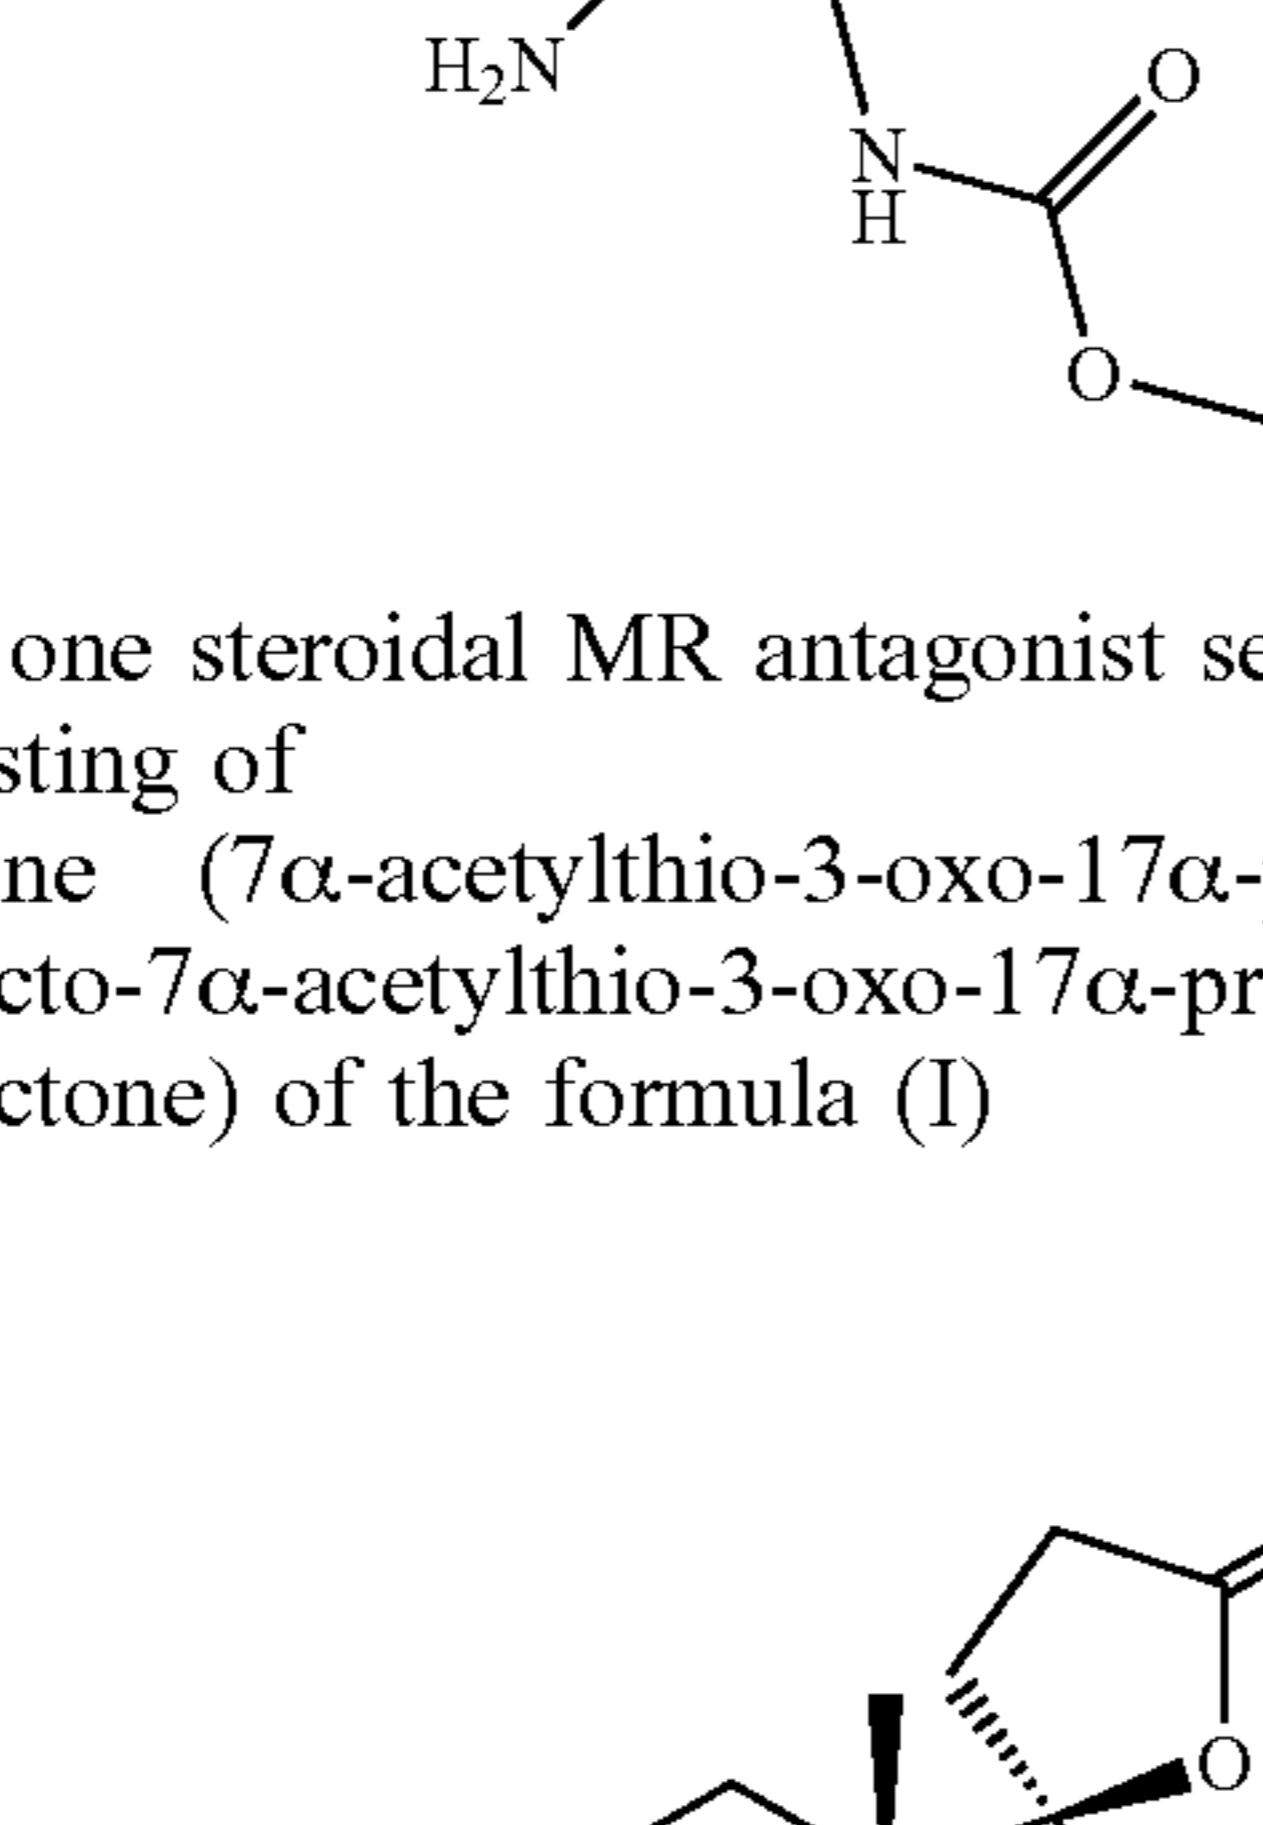 H₂N
O
N
H
O
one steroidal MR antagonist se
sting of
ne (7α-acetylthio-3-oxo-17α-
cto-7α-acetylthio-3-oxo-17α-pr
ctone) of the formula (I)
O